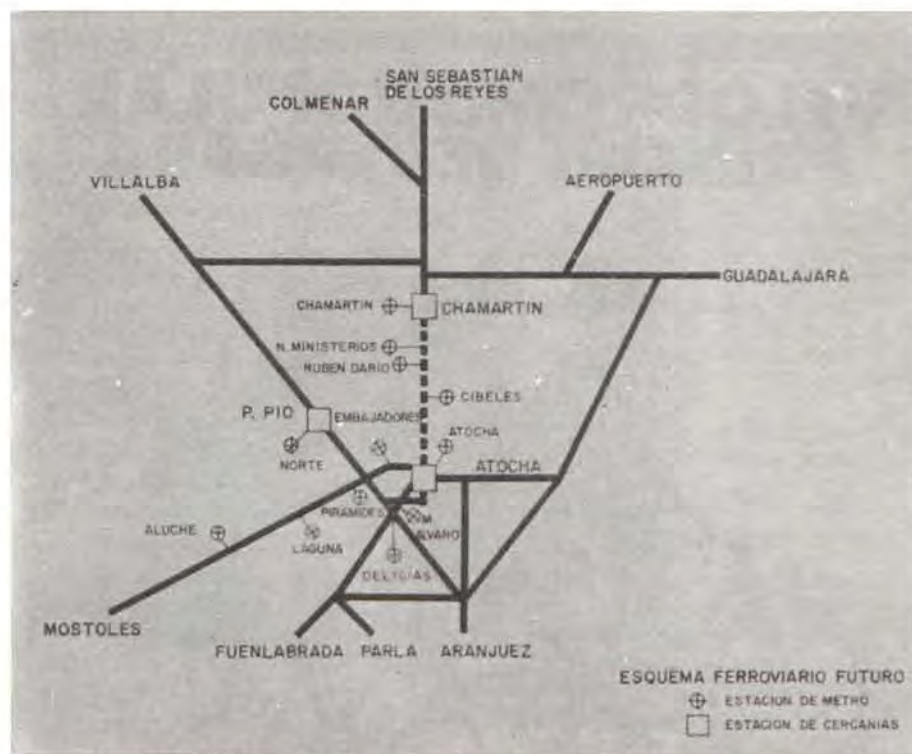 SAN SEBASTIAN
DE LOS REYES
COLMENAR
VILLALBA
AEROPUERTO
GUADALAJARA
CHAMARTIN
CHAMARTIN
N. MINISTERIOS
RUBEN DARIO
CIBELES
P. PIO
EMBAJADORES
ATOCHA
NORTE
ATOCHA
PIRAMIDES
M.
ALVARO
ALUCHE
LAGUNA
DELICIAS
MOSTOLES
FUENLABRADA
PARLA
ARANJUEZ
ESQUEMA FERROVIARIO FUTURO
ESTACION DE METRO
ESTACION DE CERCANIAS